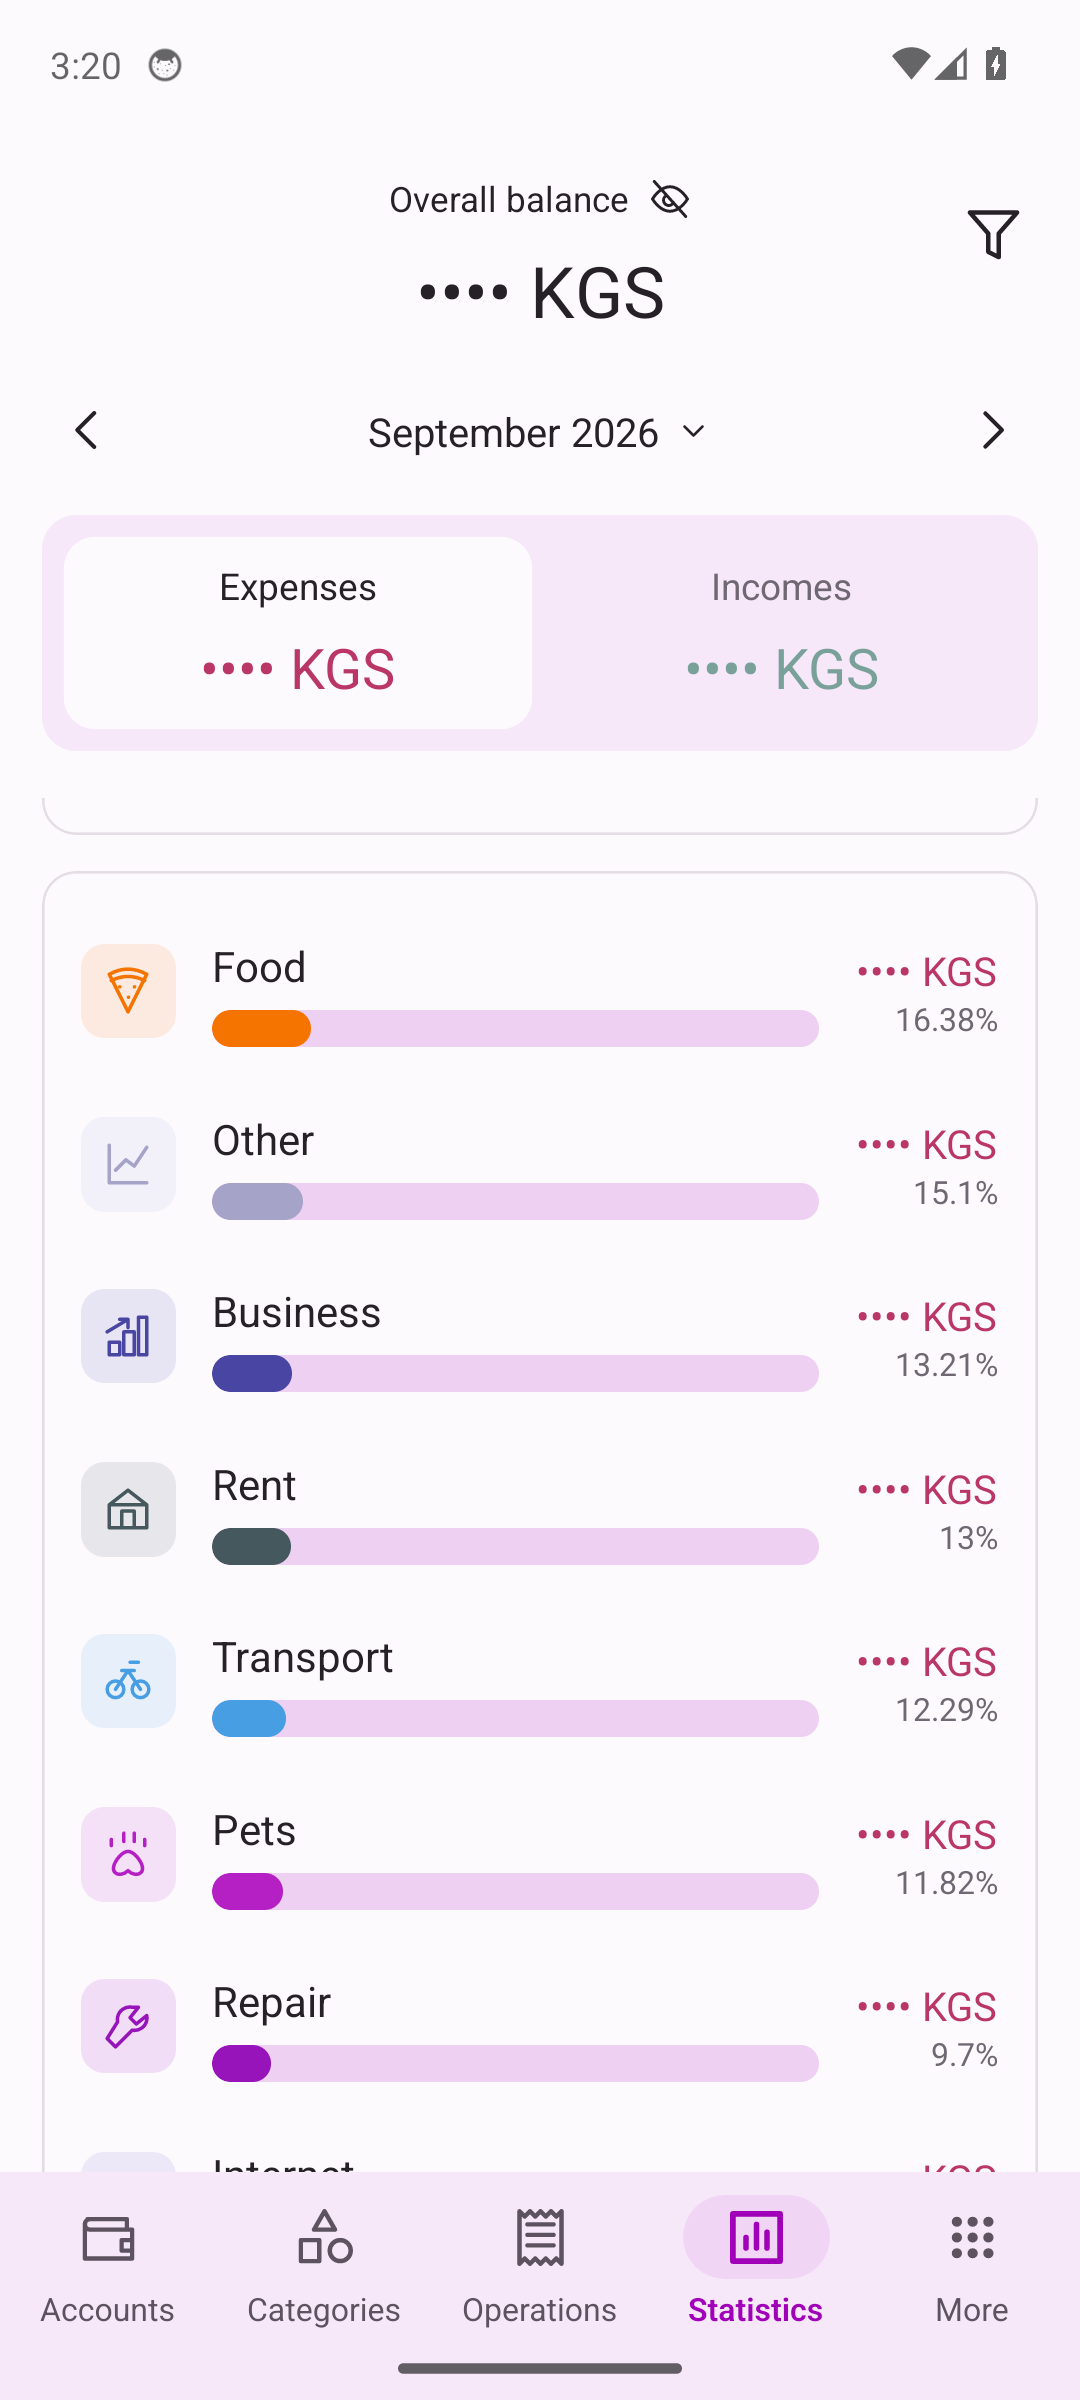 3:20
Overall balance
•••• KGS
September 2026
Expenses
Incomes
•••• KGS
•••• KGS
Food
•••• KGS
16.38%
Other
•••• KGS
15.1%
Business
•••• KGS
13.21%
Rent
•••• KGS
13%
Transport
•••• KGS
12.29%
Pets
•••• KGS
11.82%
Repair
•••• KGS
9.7%
Internet
KGS
Accounts
Categories
Operations
Statistics
More